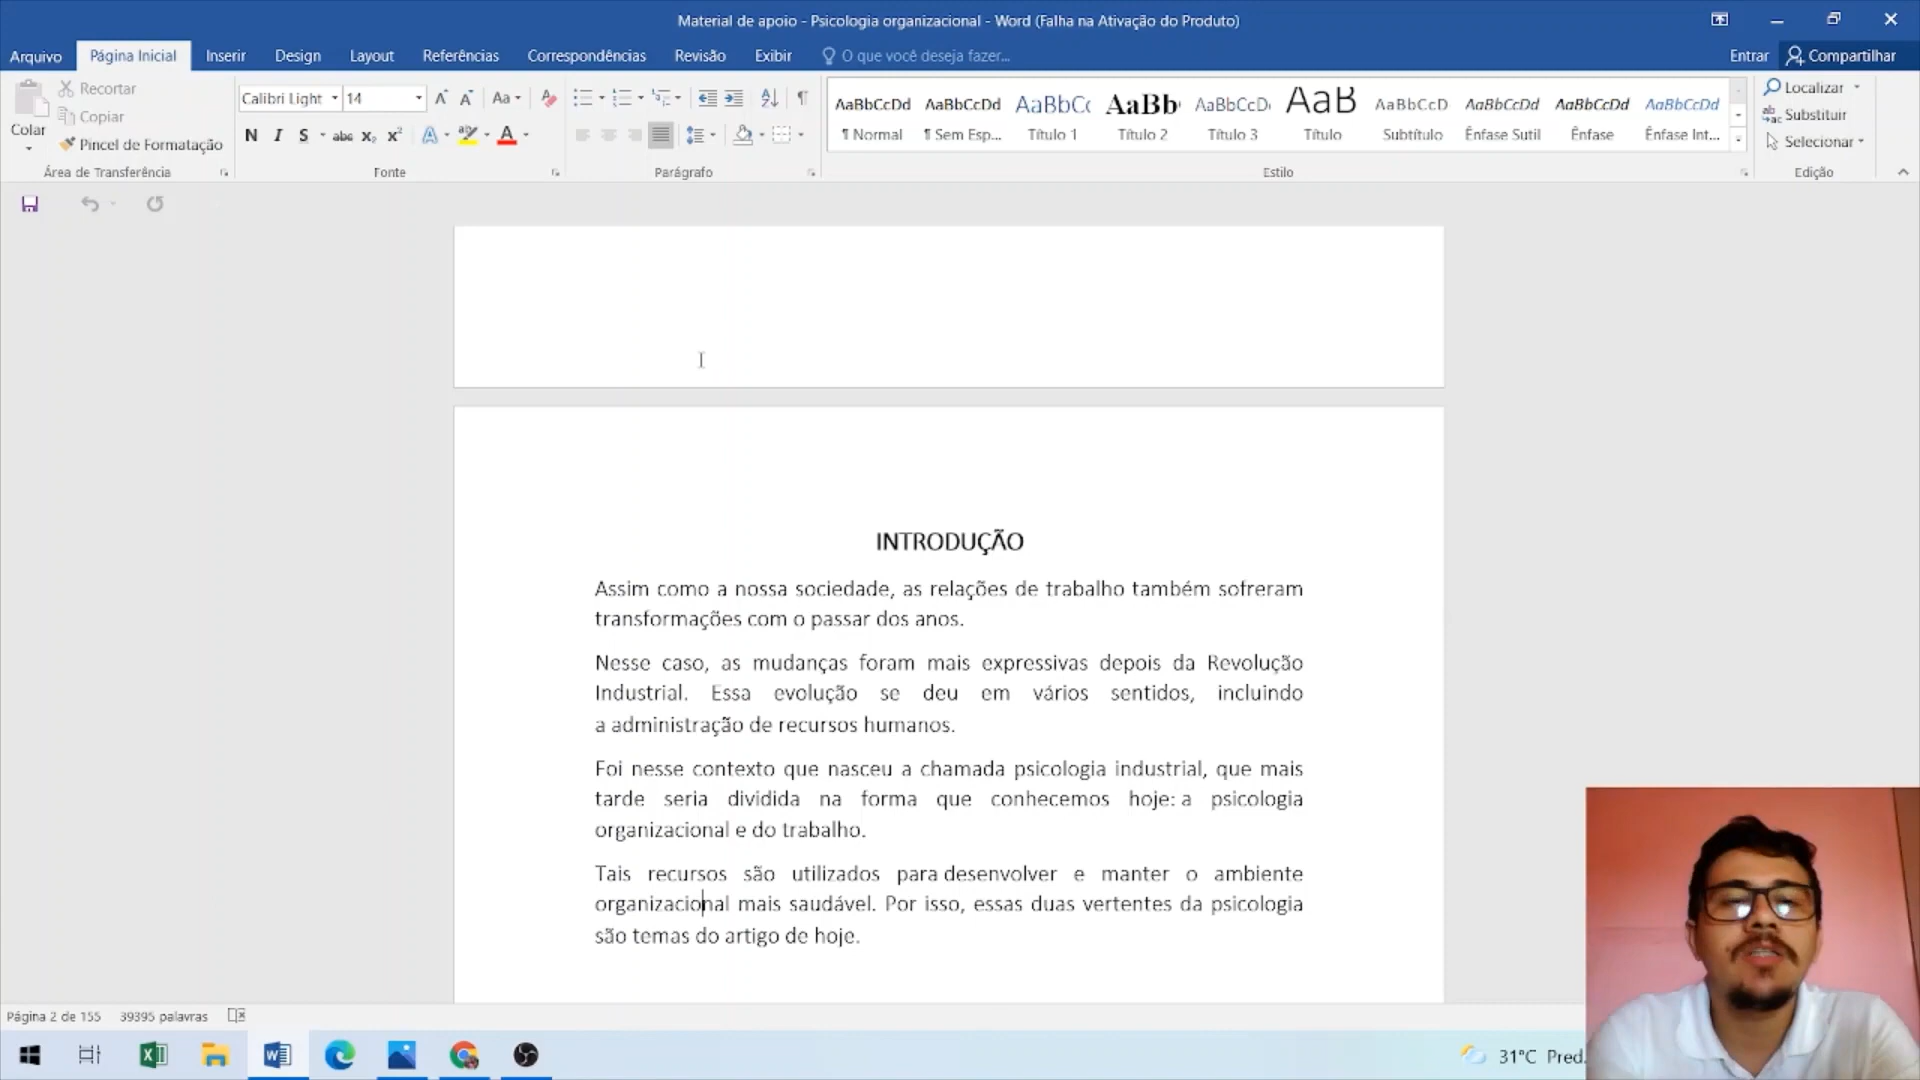 Material de apoio - Psicologia organizacional - Word (Falha na Ativação do Produto)
Arquivo Página Inicial Inserir Design Layout Referências Correspondências Revisão Exibir O que você deseja fazer... Entrar Compartilhar
Colar
Recortar
Copiar
Pincel de Formatação
Área de Transferência
Calibri Light 14
Aa
N I S abc x₂ x² A A
Fonte
Parágrafo
AaBbCcDd AaBbCcDd AaBbCc AaBb AaBbCcD AaB AaBbCcD AaBbCcDd AaBbCcDd AaBbCcDd
¶ Normal ¶ Sem Esp... Título 1 Título 2 Título 3 Título Subtítulo Ênfase Sutil Ênfase Ênfase Int...
Estilo
Localizar
Substituir
Selecionar
Edição
INTRODUÇÃO
Assim como a nossa sociedade, as relações de trabalho também sofreram
transformações com o passar dos anos.
Nesse caso, as mudanças foram mais expressivas depois da Revolução
Industrial. Essa evolução se deu em vários sentidos, incluindo
a administração de recursos humanos.
Foi nesse contexto que nasceu a chamada psicologia industrial, que mais
tarde seria dividida na forma que conhecemos hoje: a psicologia
organizacional e do trabalho.
Tais recursos são utilizados para desenvolver e manter o ambiente
organizacional mais saudável. Por isso, essas duas vertentes da psicologia
são temas do artigo de hoje.
Página 2 de 155 39395 palavras
31°C Pred.